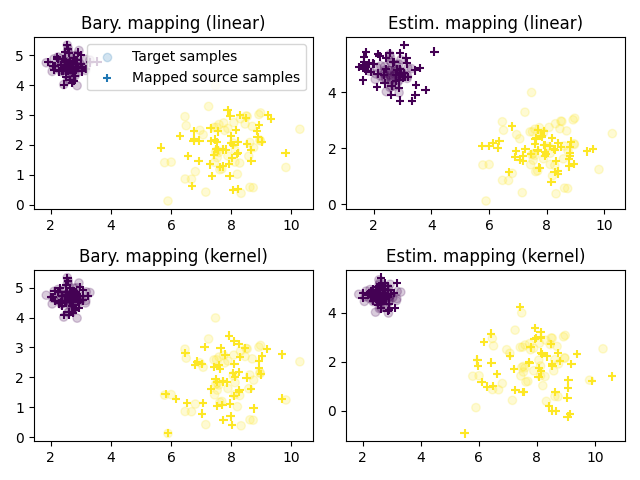 Bary. mapping (linear)
Estim. mapping (linear)
Target samples
Mapped source samples
5
4
3
2
1
0
2 4 6 8 10
4
2
0
2 4 6 8 10
Bary. mapping (kernel)
Estim. mapping (kernel)
5
4
3
2
1
0
2 4 6 8 10
4
2
0
2 4 6 8 10